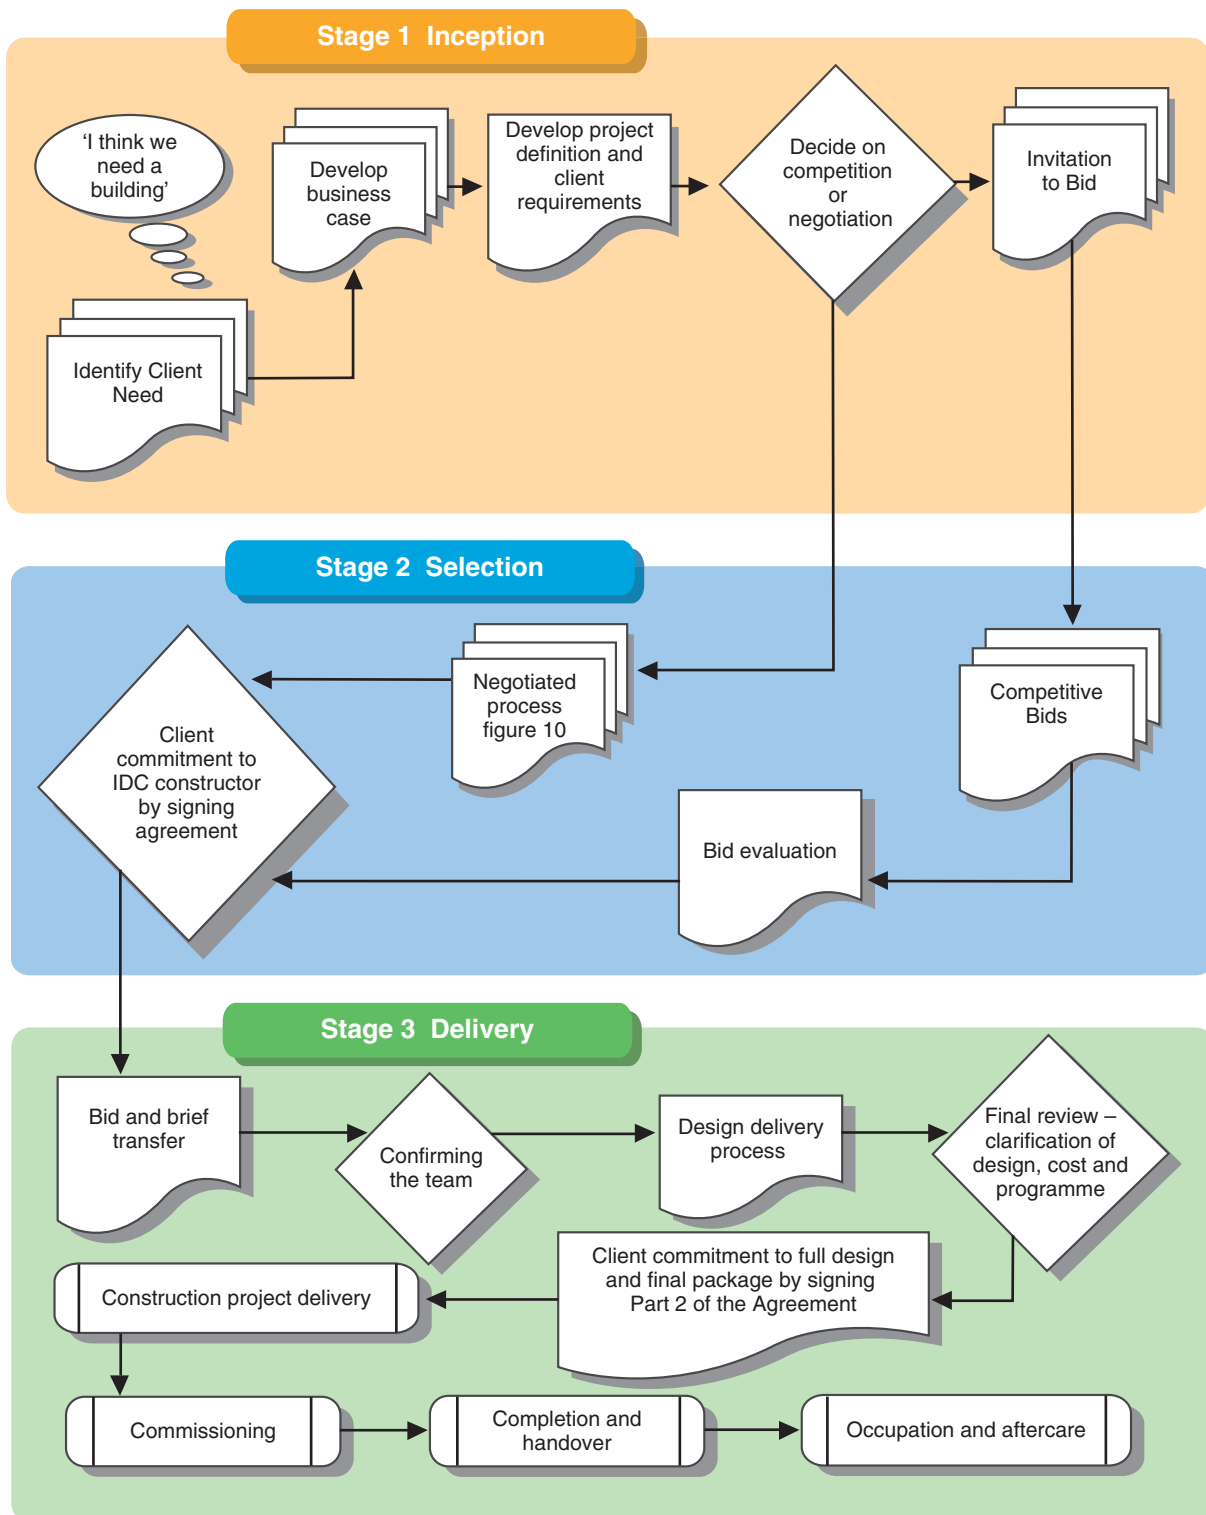 Stage 1 Inception
‘I think we
need a
building’
Identify Client
Need
Develop
business
case
Develop project
definition and
client
requirements
Decide on
competition
or
negotiation
Invitation
to Bid
Stage 2 Selection
Client
commitment to
IDC constructor
by signing
agreement
Negotiated
process
figure 10
Competitive
Bids
Bid evaluation
Stage 3 Delivery
Bid and brief
transfer
Confirming
the team
Design delivery
process
Final review –
clarification of
design, cost and
programme
Client commitment to full design
and final package by signing
Part 2 of the Agreement
Construction project delivery
Commissioning
Completion and
handover
Occupation and aftercare